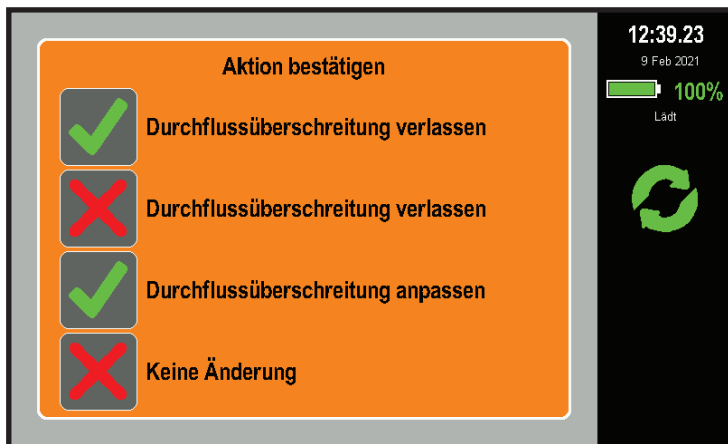 Aktion bestätigen
Durchflussüberschreitung verlassen
Durchflussüberschreitung verlassen
Durchflussüberschreitung anpassen
Keine Änderung
12:39.23
9 Feb 2021
100%
Lädt